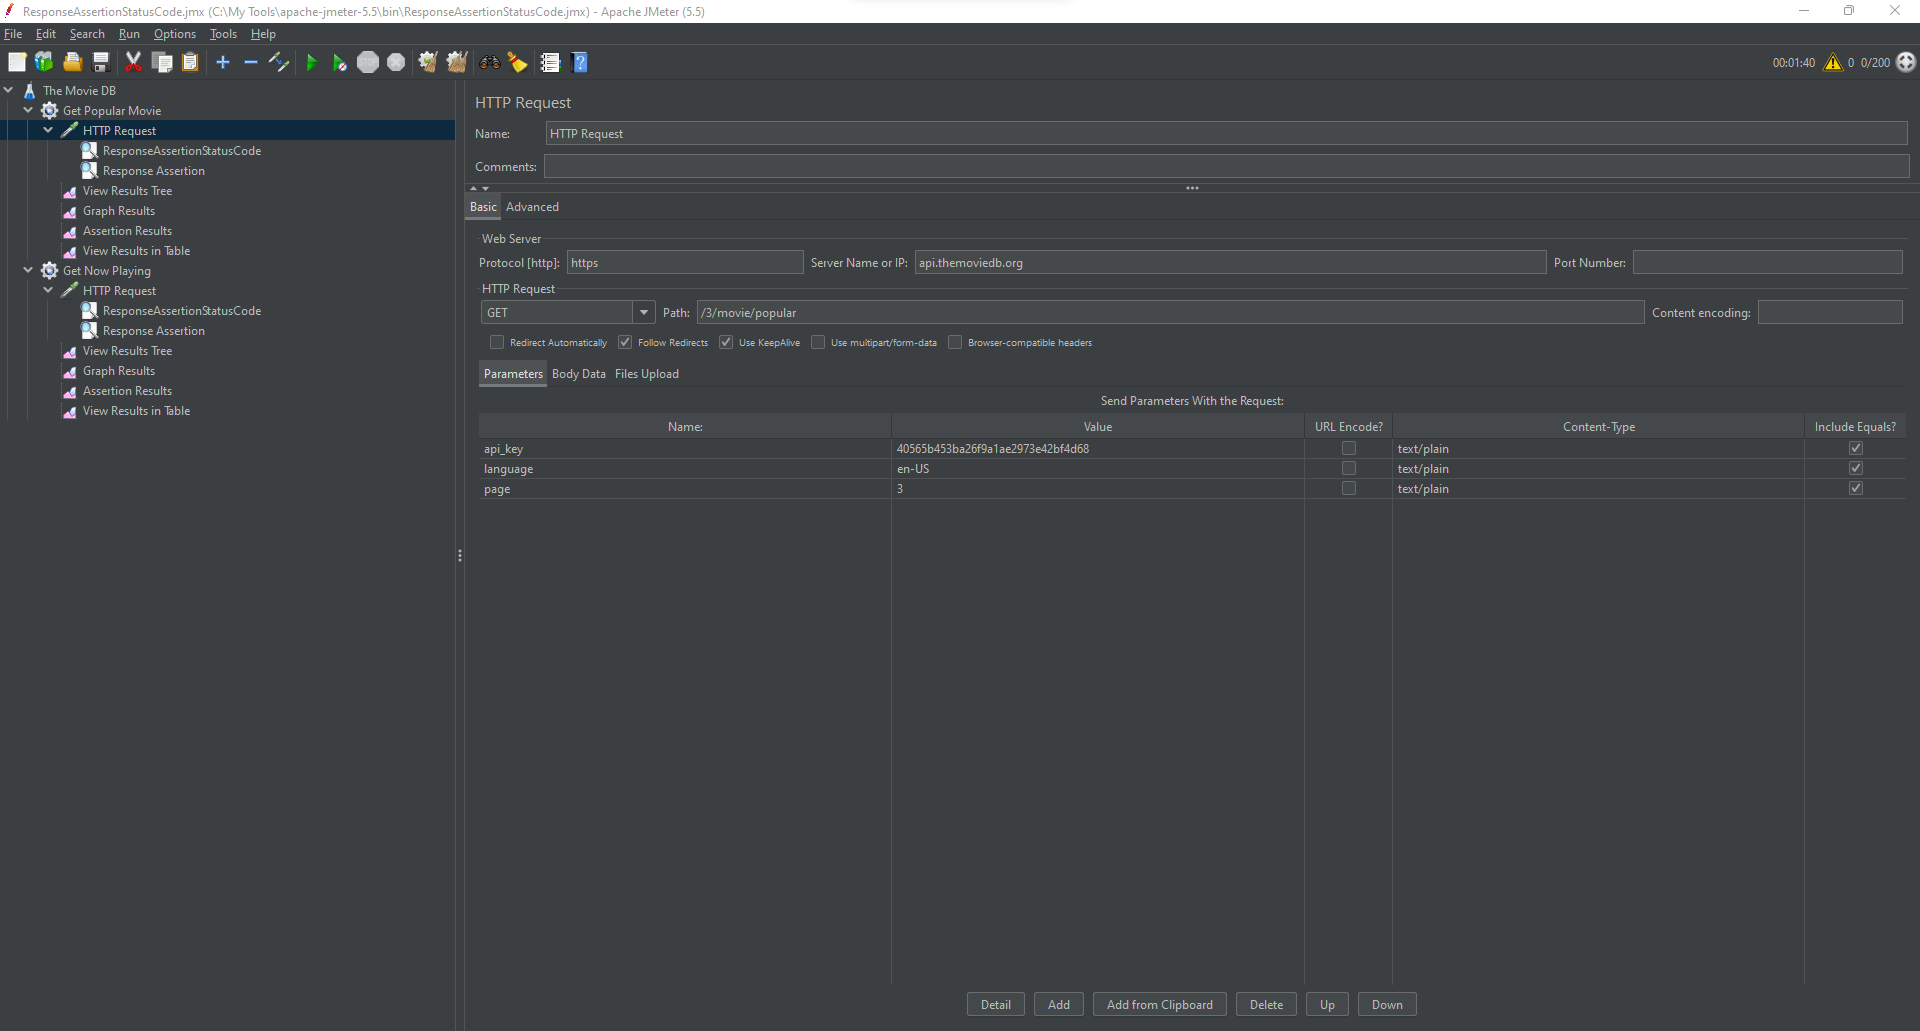 ResponseAssertionStatusCode.jmx (C:\My Tools\apache-jmeter-5.5\bin\ResponseAssertionStatusCode.jmx) - Apache JMeter (5.5)
File Edit Search Run Options Tools Help
STOP
00:01:40 0 0/200
The Movie DB
Get Popular Movie
HTTP Request
ResponseAssertionStatusCode
Response Assertion
View Results Tree
Graph Results
Assertion Results
View Results in Table
Get Now Playing
HTTP Request
ResponseAssertionStatusCode
Response Assertion
View Results Tree
Graph Results
Assertion Results
View Results in Table
HTTP Request
Name: HTTP Request
Comments:
Basic Advanced
Web Server
Protocol [http]: https Server Name or IP: api.themoviedb.org Port Number:
HTTP Request
GET Path: /3/movie/popular Content encoding:
Redirect Automatically Follow Redirects Use KeepAlive Use multipart/form-data Browser-compatible headers
Parameters Body Data Files Upload
Send Parameters With the Request:
Name: Value URL Encode? Content-Type Include Equals?
api_key 40565b453ba26f9a1ae2973e42bf4d68 text/plain
language en-US text/plain
page 3 text/plain
Detail Add Add from Clipboard Delete Up Down